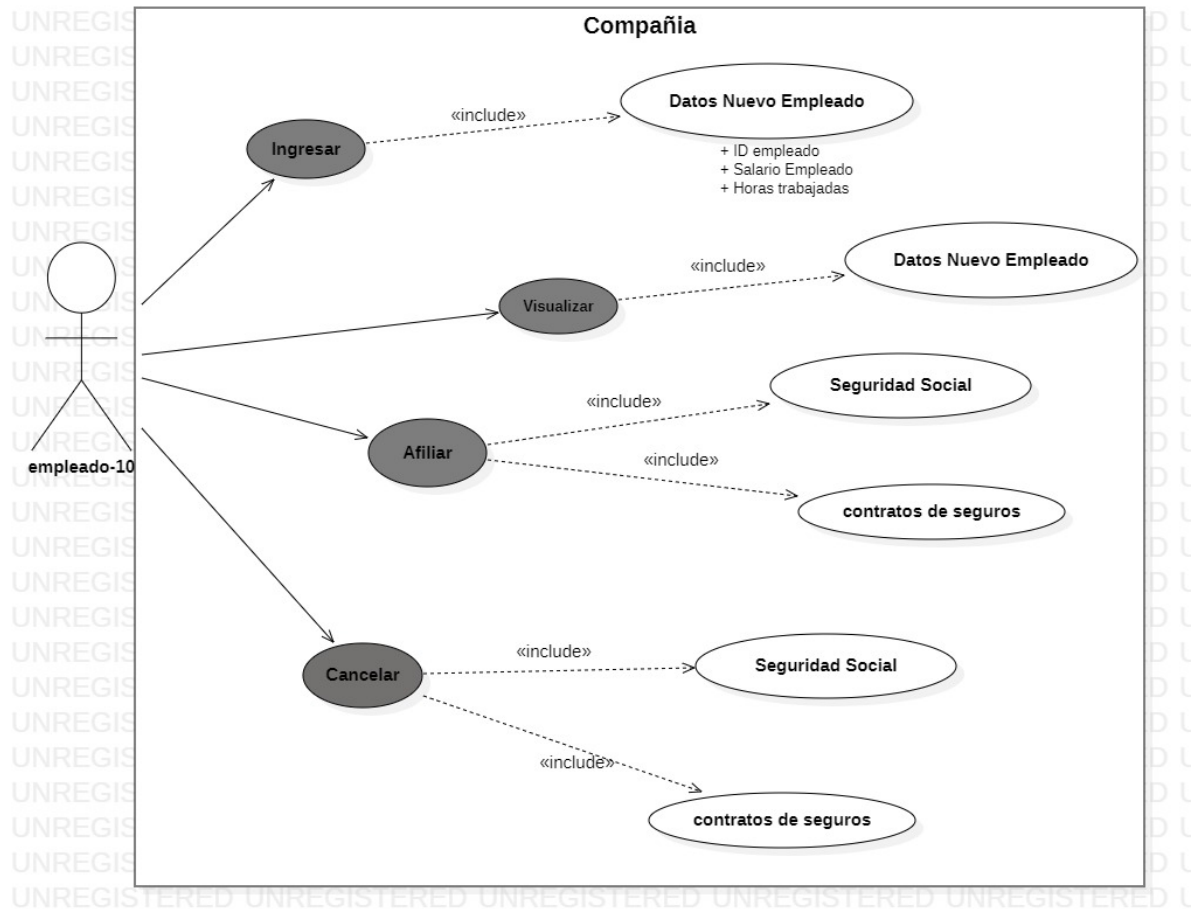 Compañia
«include»
Datos Nuevo Empleado
Ingresar
+ ID empleado
+ Salario Empleado
+ Horas trabajadas
«include»
Datos Nuevo Empleado
Visualizar
Seguridad Social
«include»
Afiliar
«include»
empleado-10
contratos de seguros
«include»
Seguridad Social
Cancelar
«include»
contratos de seguros
UNREGISTERED UNREGISTERED UNREGISTERED UNREGISTERED U